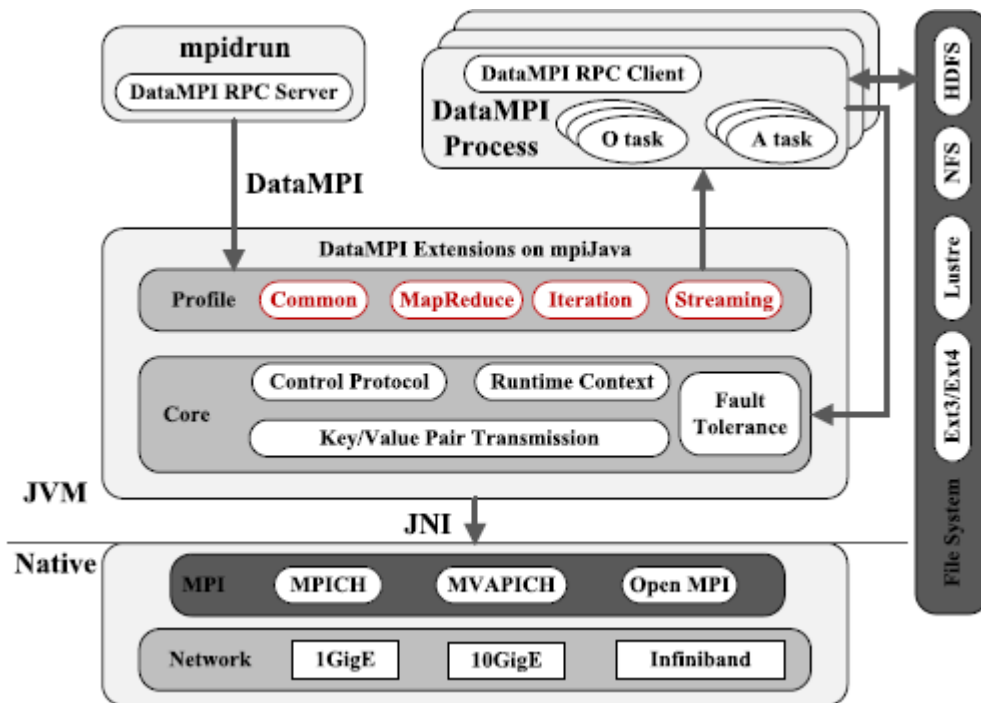 mpidrun
DataMPI RPC Server
DataMPI RPC Client
DataMPI
Process
O task
A task
DataMPI
DataMPI Extensions on mpiJava
Profile
Common
MapReduce
Iteration
Streaming
Core
Control Protocol
Runtime Context
Key/Value Pair Transmission
Fault
Tolerance
JVM
JNI
Native
MPI
MPICH
MVAPICH
Open MPI
Network
1GigE
10GigE
Infiniband
HDFS
NFS
Lustre
Ext3/Ext4
File System